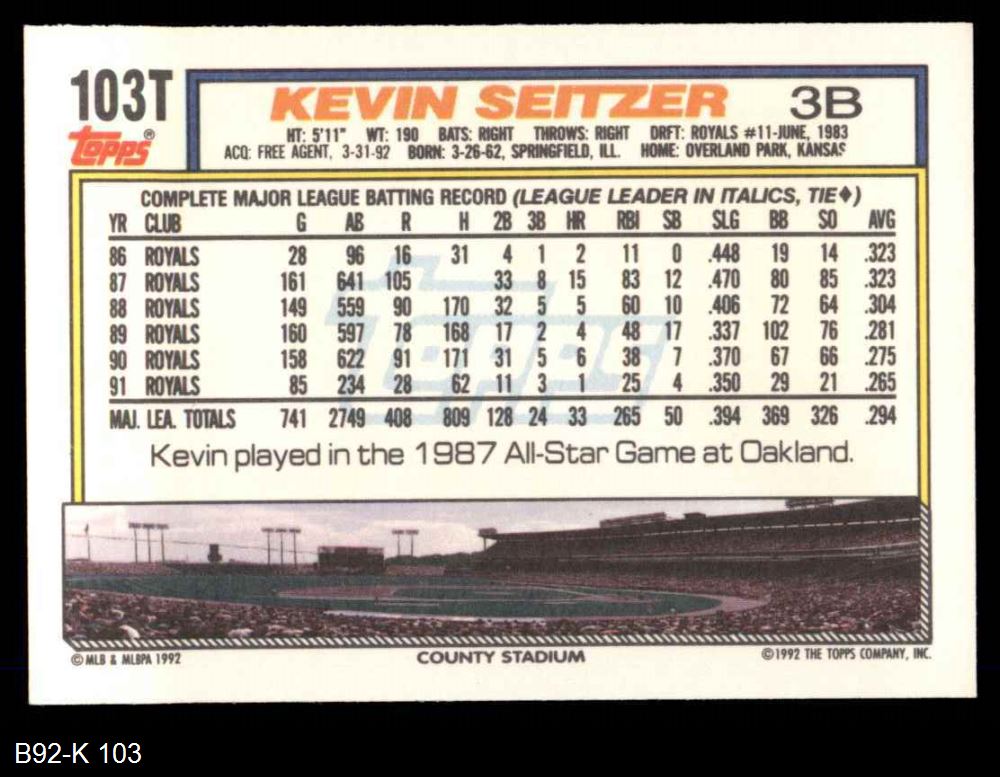 103T
KEVIN SEITZER 3B
topps®
HT: 5'11" WT: 190 BATS: RIGHT THROWS: RIGHT DRFT: ROYALS #11-JUNE, 1983
ACQ: FREE AGENT, 3-31-92 BORN: 3-26-62, SPRINGFIELD, ILL. HOME: OVERLAND PARK, KANSAS
COMPLETE MAJOR LEAGUE BATTING RECORD (LEAGUE LEADER IN ITALICS, TIE♦)
YR CLUB G AB R H 2B 3B HR RBI SB SLG BB SO AVG
86 ROYALS 28 96 16 31 4 1 2 11 0 .448 19 14 .323
87 ROYALS 161 641 105 33 8 15 83 12 .470 80 85 .323
88 ROYALS 149 559 90 170 32 5 5 60 10 .406 72 64 .304
89 ROYALS 160 597 78 168 17 2 4 48 17 .337 102 76 .281
90 ROYALS 158 622 91 171 31 5 6 38 7 .370 67 66 .275
91 ROYALS 85 234 28 62 11 3 1 25 4 .350 29 21 .265
MAJ. LEA. TOTALS 741 2749 408 809 128 24 33 265 50 .394 369 326 .294
Topps
Kevin played in the 1987 All-Star Game at Oakland.
© MLB & MLBPA 1992 COUNTY STADIUM ©1992 THE TOPPS COMPANY, INC.
B92-K 103